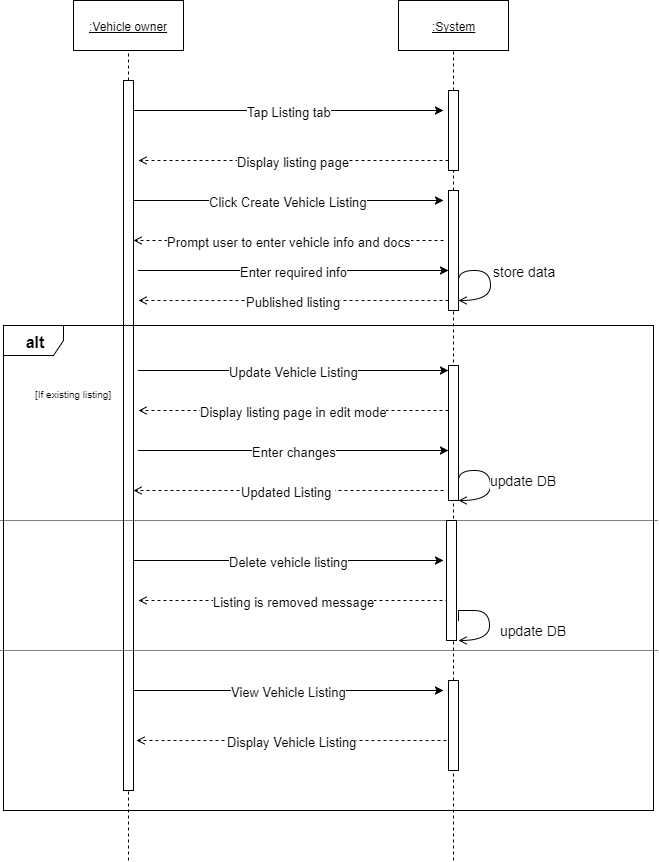 :Vehicle owner
:System
Tap Listing tab
Display listing page
Click Create Vehicle Listing
Prompt user to enter vehicle info and docs
Enter required info
store data
Published listing
alt
Update Vehicle Listing
[If existing listing]
Display listing page in edit mode
Enter changes
update DB
Updated Listing
Delete vehicle listing
Listing is removed message
update DB
View Vehicle Listing
Display Vehicle Listing